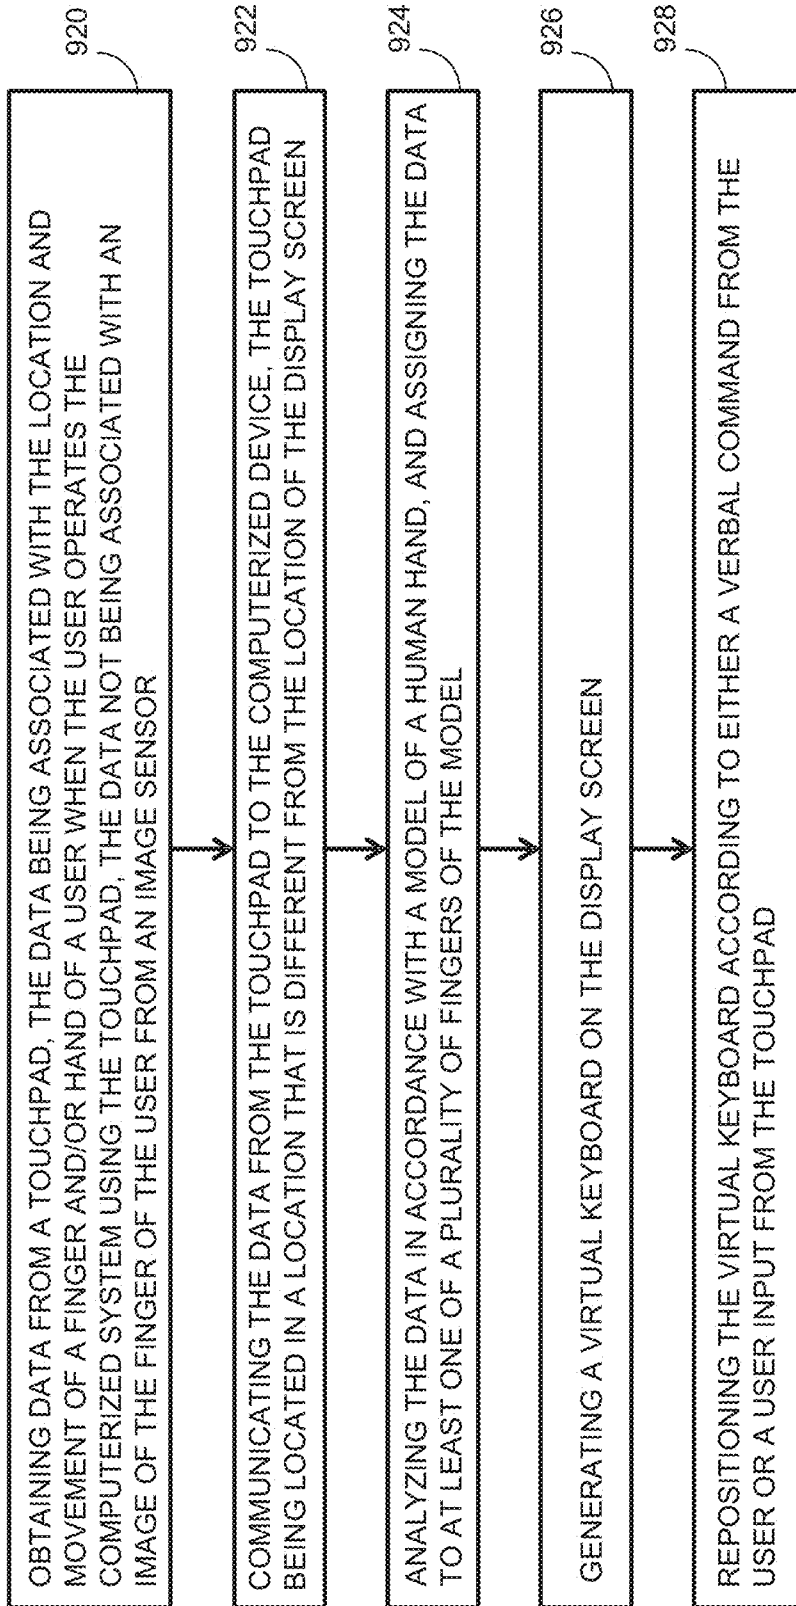 920
OBTAINING DATA FROM A TOUCHPAD, THE DATA BEING ASSOCIATED WITH THE LOCATION AND
MOVEMENT OF A FINGER AND/OR HAND OF A USER WHEN THE USER OPERATES THE
COMPUTERIZED SYSTEM USING THE TOUCHPAD, THE DATA NOT BEING ASSOCIATED WITH AN
IMAGE OF THE FINGER OF THE USER FROM AN IMAGE SENSOR
922
COMMUNICATING THE DATA FROM THE TOUCHPAD TO THE COMPUTERIZED DEVICE, THE TOUCHPAD
BEING LOCATED IN A LOCATION THAT IS DIFFERENT FROM THE LOCATION OF THE DISPLAY SCREEN
924
ANALYZING THE DATA IN ACCORDANCE WITH A MODEL OF A HUMAN HAND, AND ASSIGNING THE DATA
TO AT LEAST ONE OF A PLURALITY OF FINGERS OF THE MODEL
926
GENERATING A VIRTUAL KEYBOARD ON THE DISPLAY SCREEN
928
REPOSITIONING THE VIRTUAL KEYBOARD ACCORDING TO EITHER A VERBAL COMMAND FROM THE
USER OR A USER INPUT FROM THE TOUCHPAD